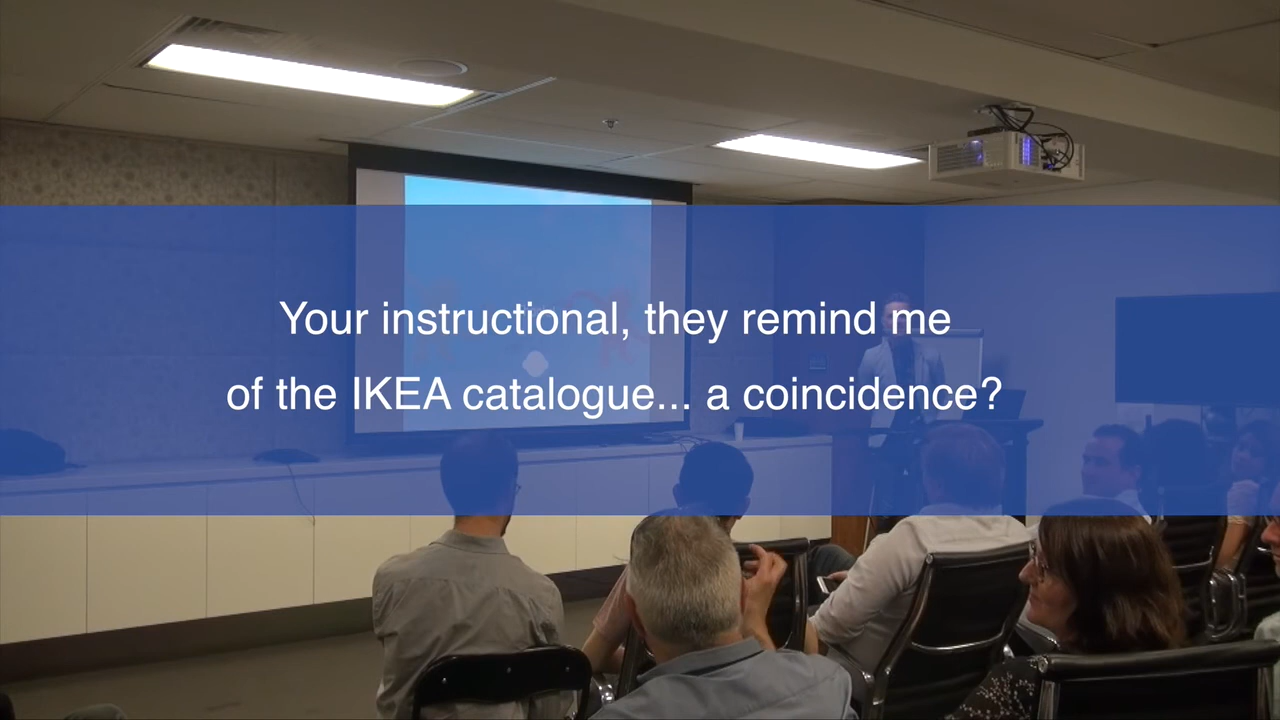 Your instructional, they remind me
of the IKEA catalogue... a coincidence?